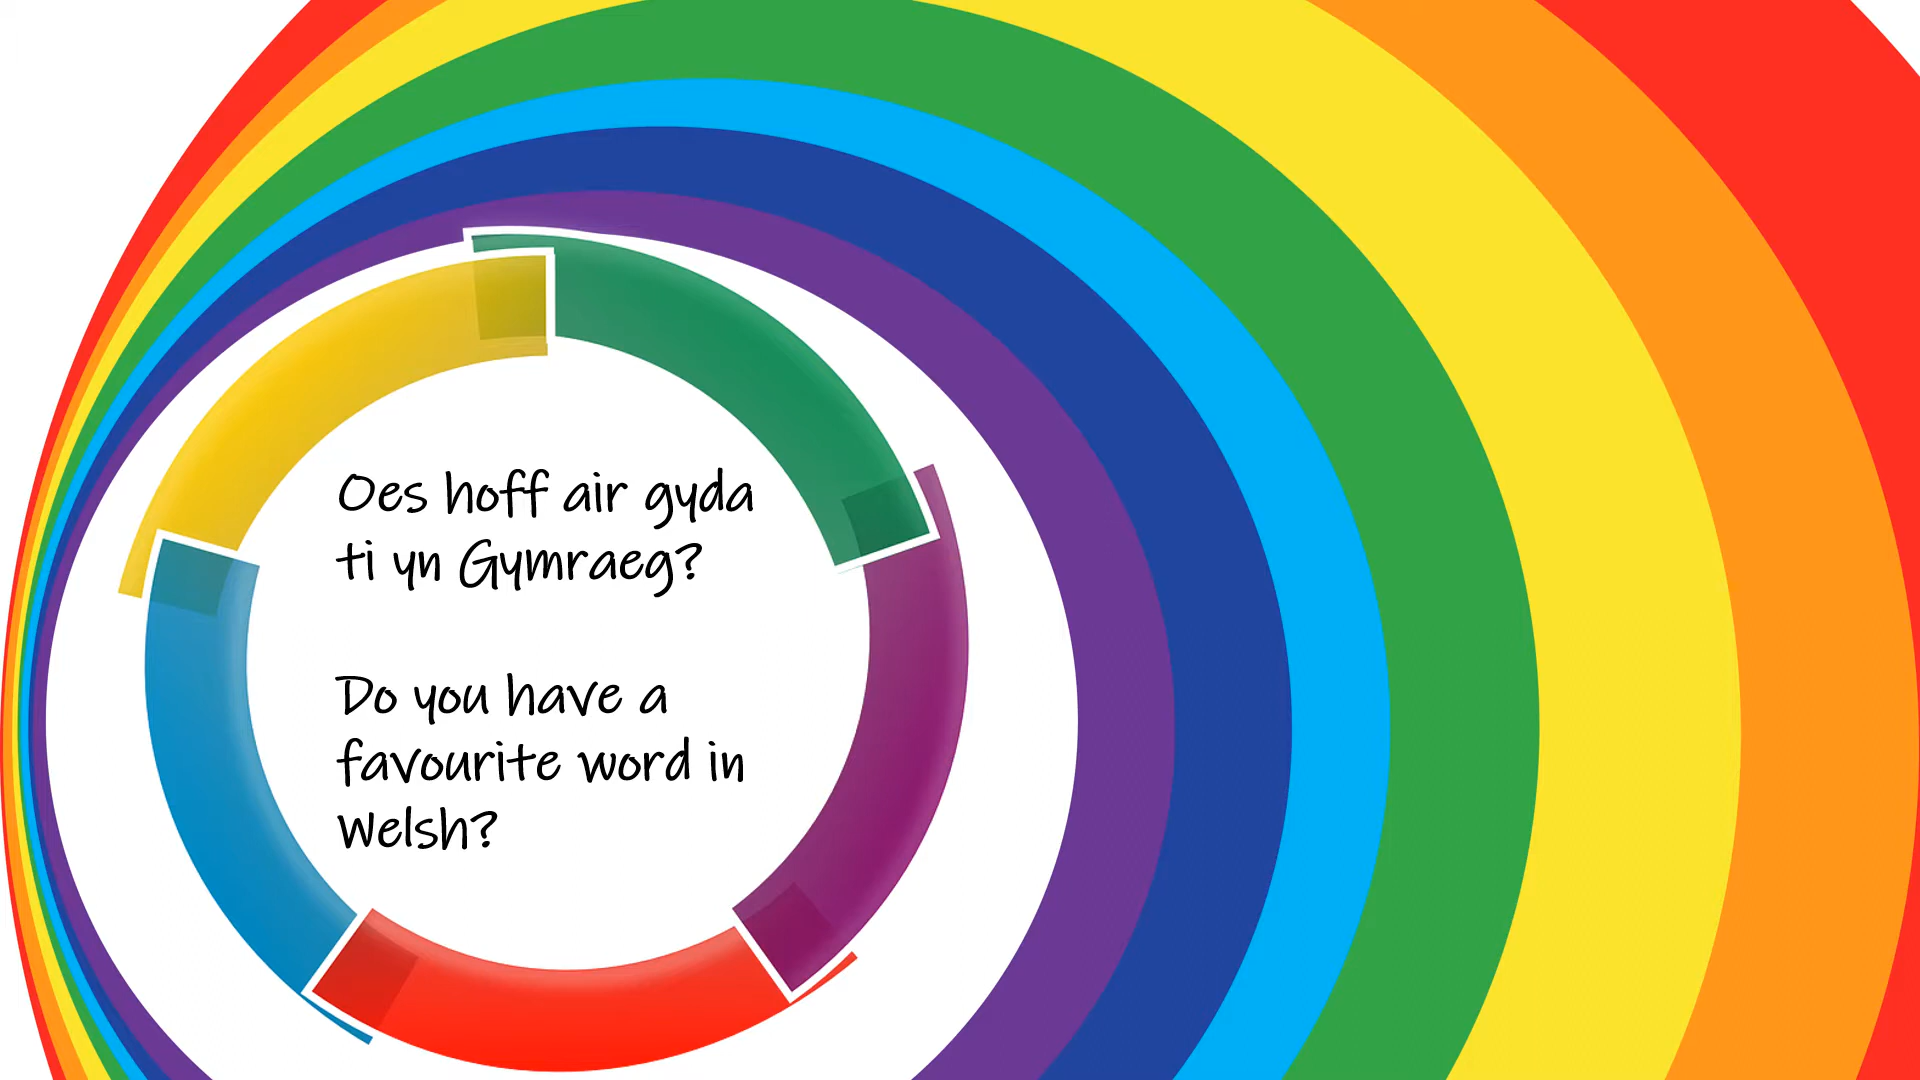 Oes hoff air gyda
ti yn Gymraeg?
Do you have a
favourite word in
Welsh?